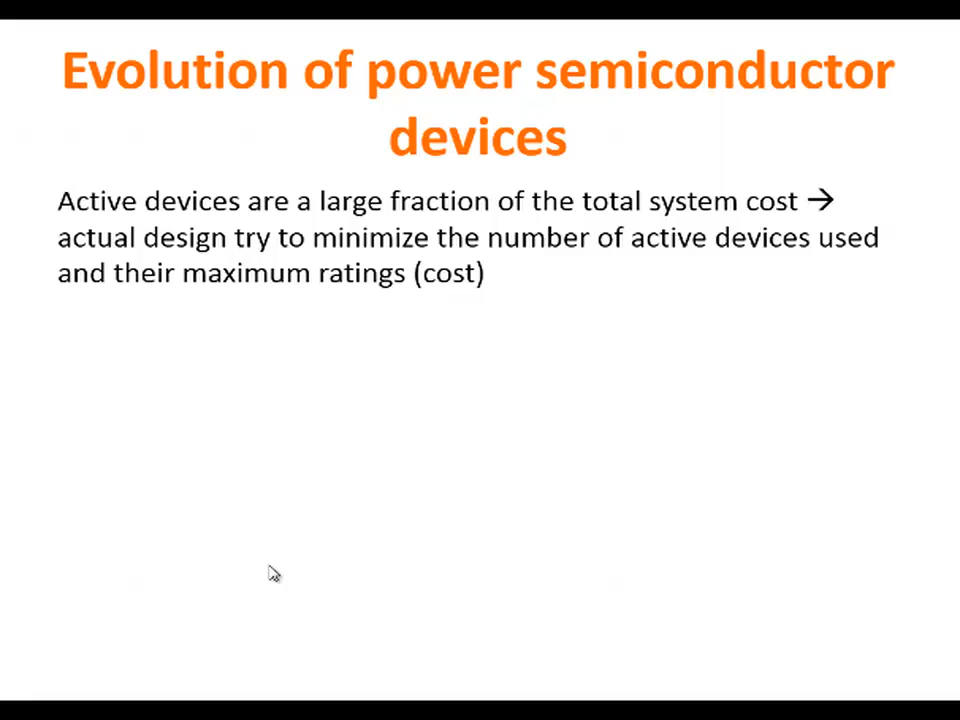 Evolution of power semiconductor
devices
Active devices are a large fraction of the total system cost →
actual design try to minimize the number of active devices used
and their maximum ratings (cost)